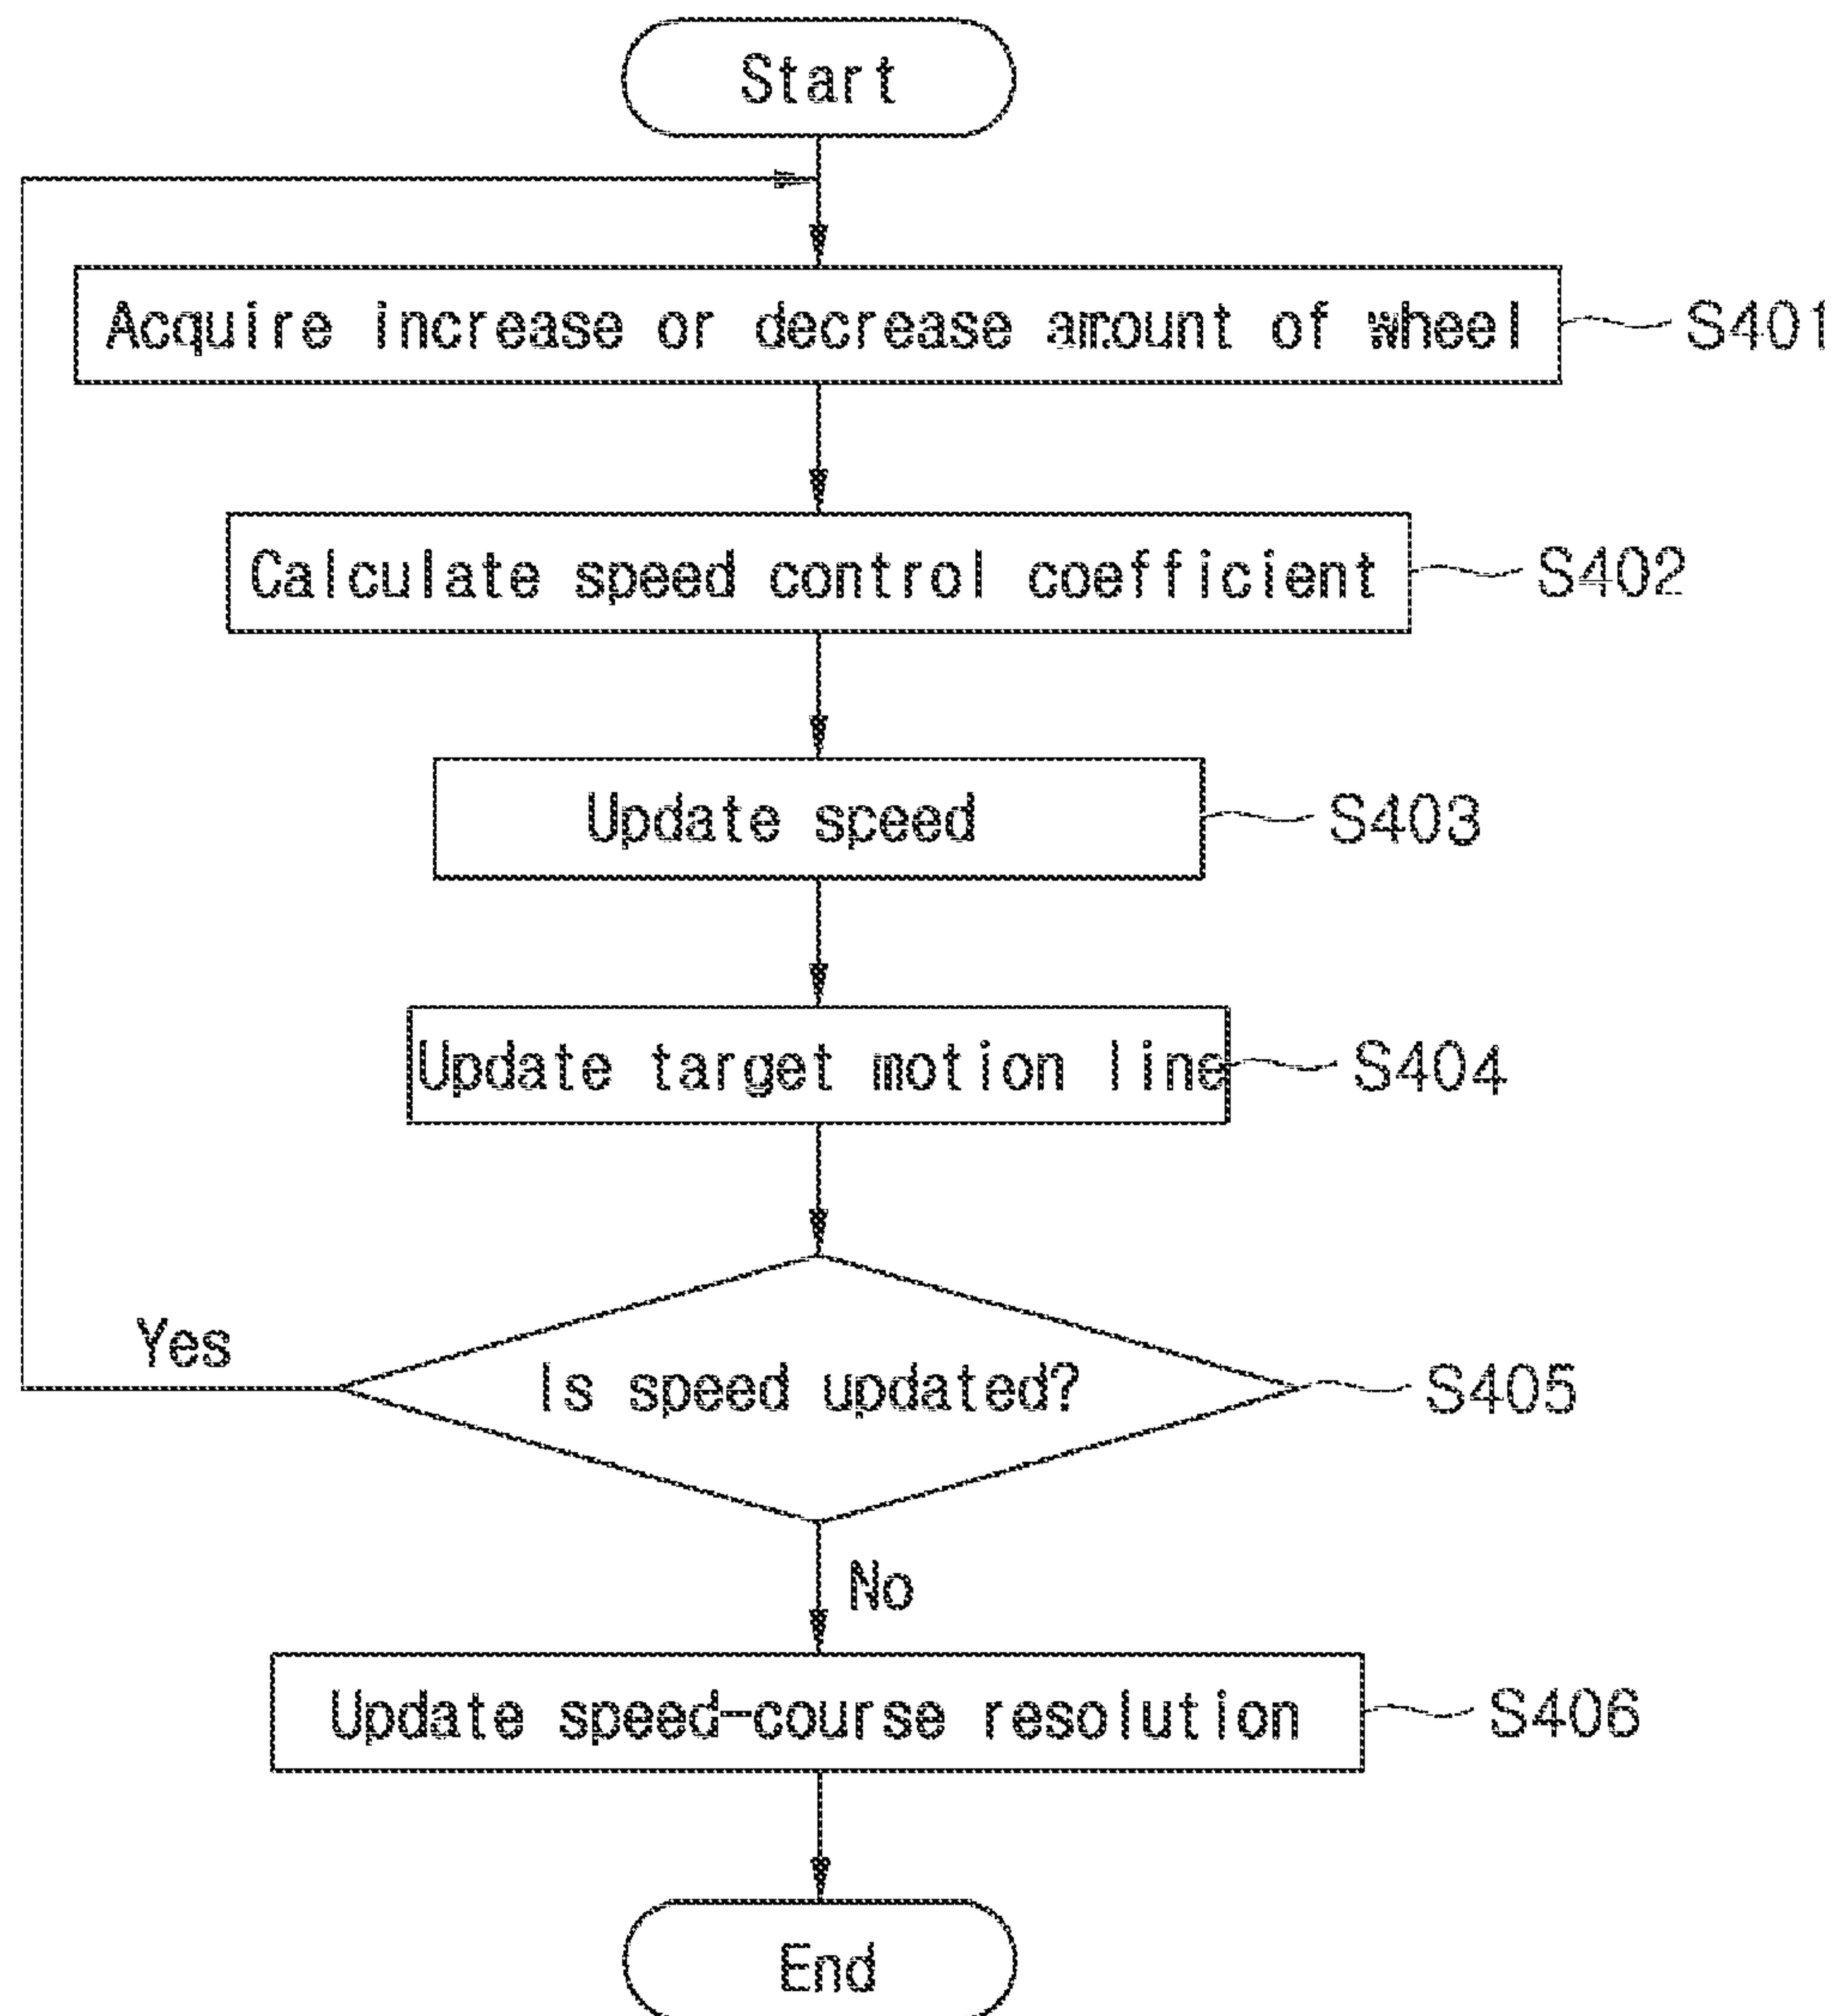 Start
Acquire increase or decrease amount of wheel
S401
Calculate speed control coefficient
S402
Update speed
S403
Update target motion line
S404
Yes
Is speed updated?
S405
No
Update speed-course resolution
S406
End